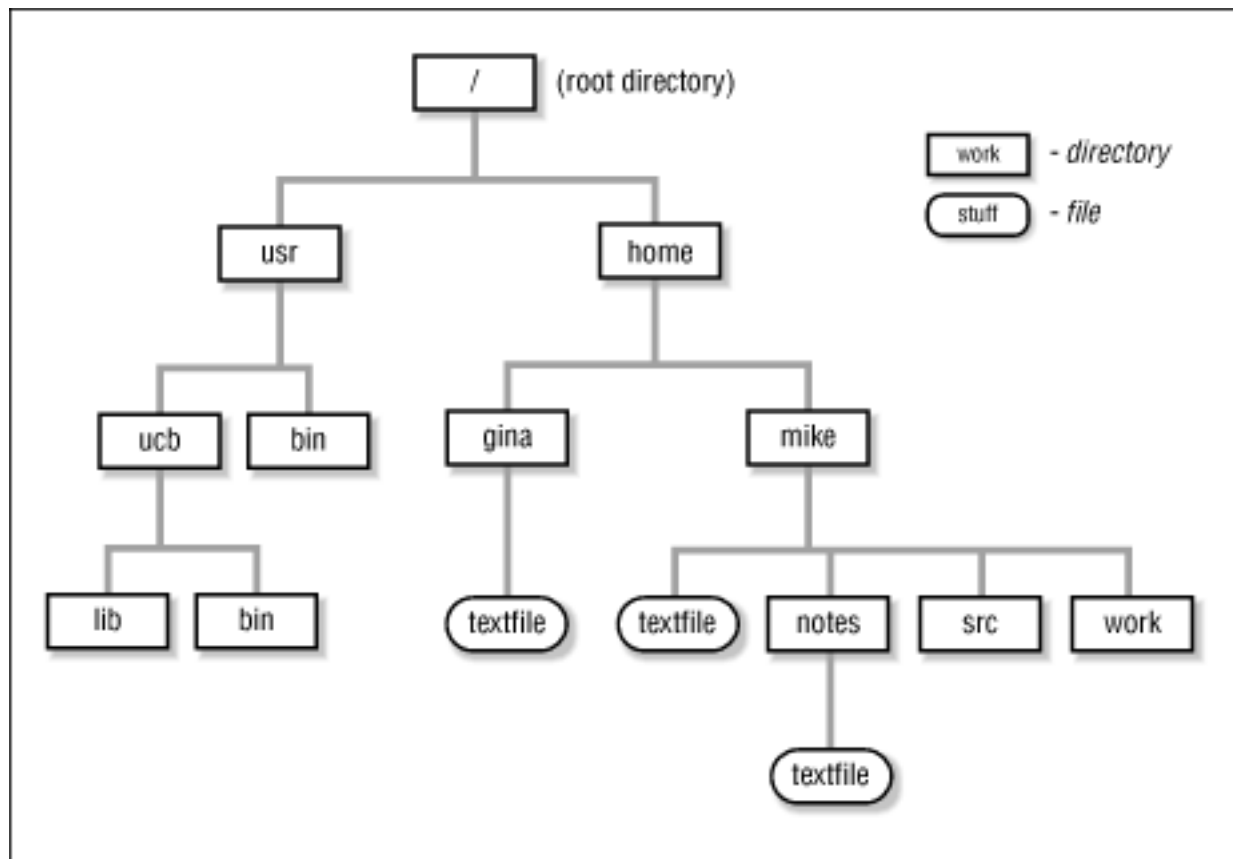 / (root directory)
work - directory
stuff - file
usr home
ucb bin gina mike
lib bin textfile textfile notes src work
textfile